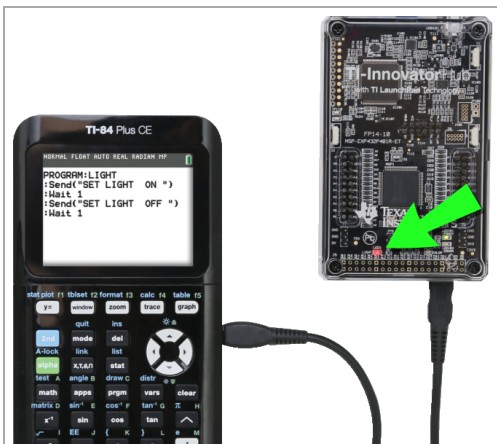 TI-84 Plus CE
NORMAL FLOAT AUTO REAL RADIAN MP
PROGRAM:LIGHT
:Send("SET LIGHT  ON ")
:Wait 1
:Send("SET LIGHT  OFF ")
:Wait 1
stat plot f1 tblset f2 format f3 calc f4 table f5
y= window zoom trace graph
quit ins
2nd mode del
A-lock link list
alpha X,T,θ,n stat
test A angle B draw C distr
math apps prgm vars clear
matrix D sin⁻¹ E cos⁻¹ F tan⁻¹ G π H
x⁻¹ sin cos tan ^
√ I EE J { K } L e M
TI-Innovator Hub
with TI LaunchPad Technology
FP14-10
MSP-EXP432P401R-ET
TEXAS